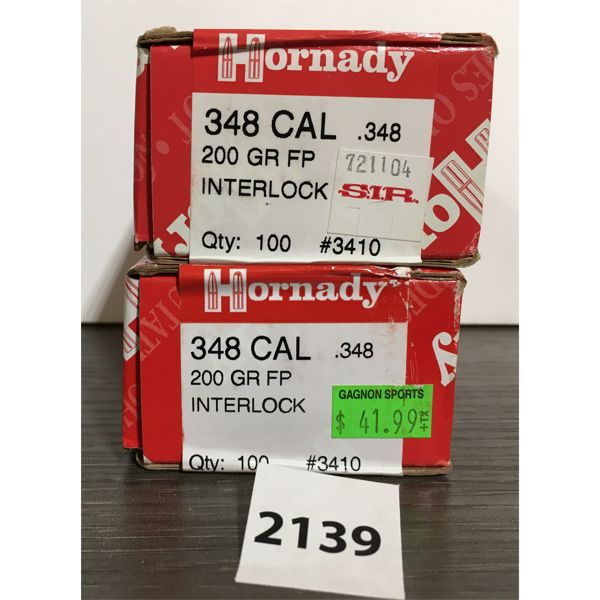 Hornady
348 CAL .348
200 GR FP
INTERLOCK
721104
SIR
Qty: 100 #3410
Hornady
348 CAL .348
200 GR FP
INTERLOCK
GAGNON SPORTS
$ 41.99 +TX
Qty: 100 #3410
2139